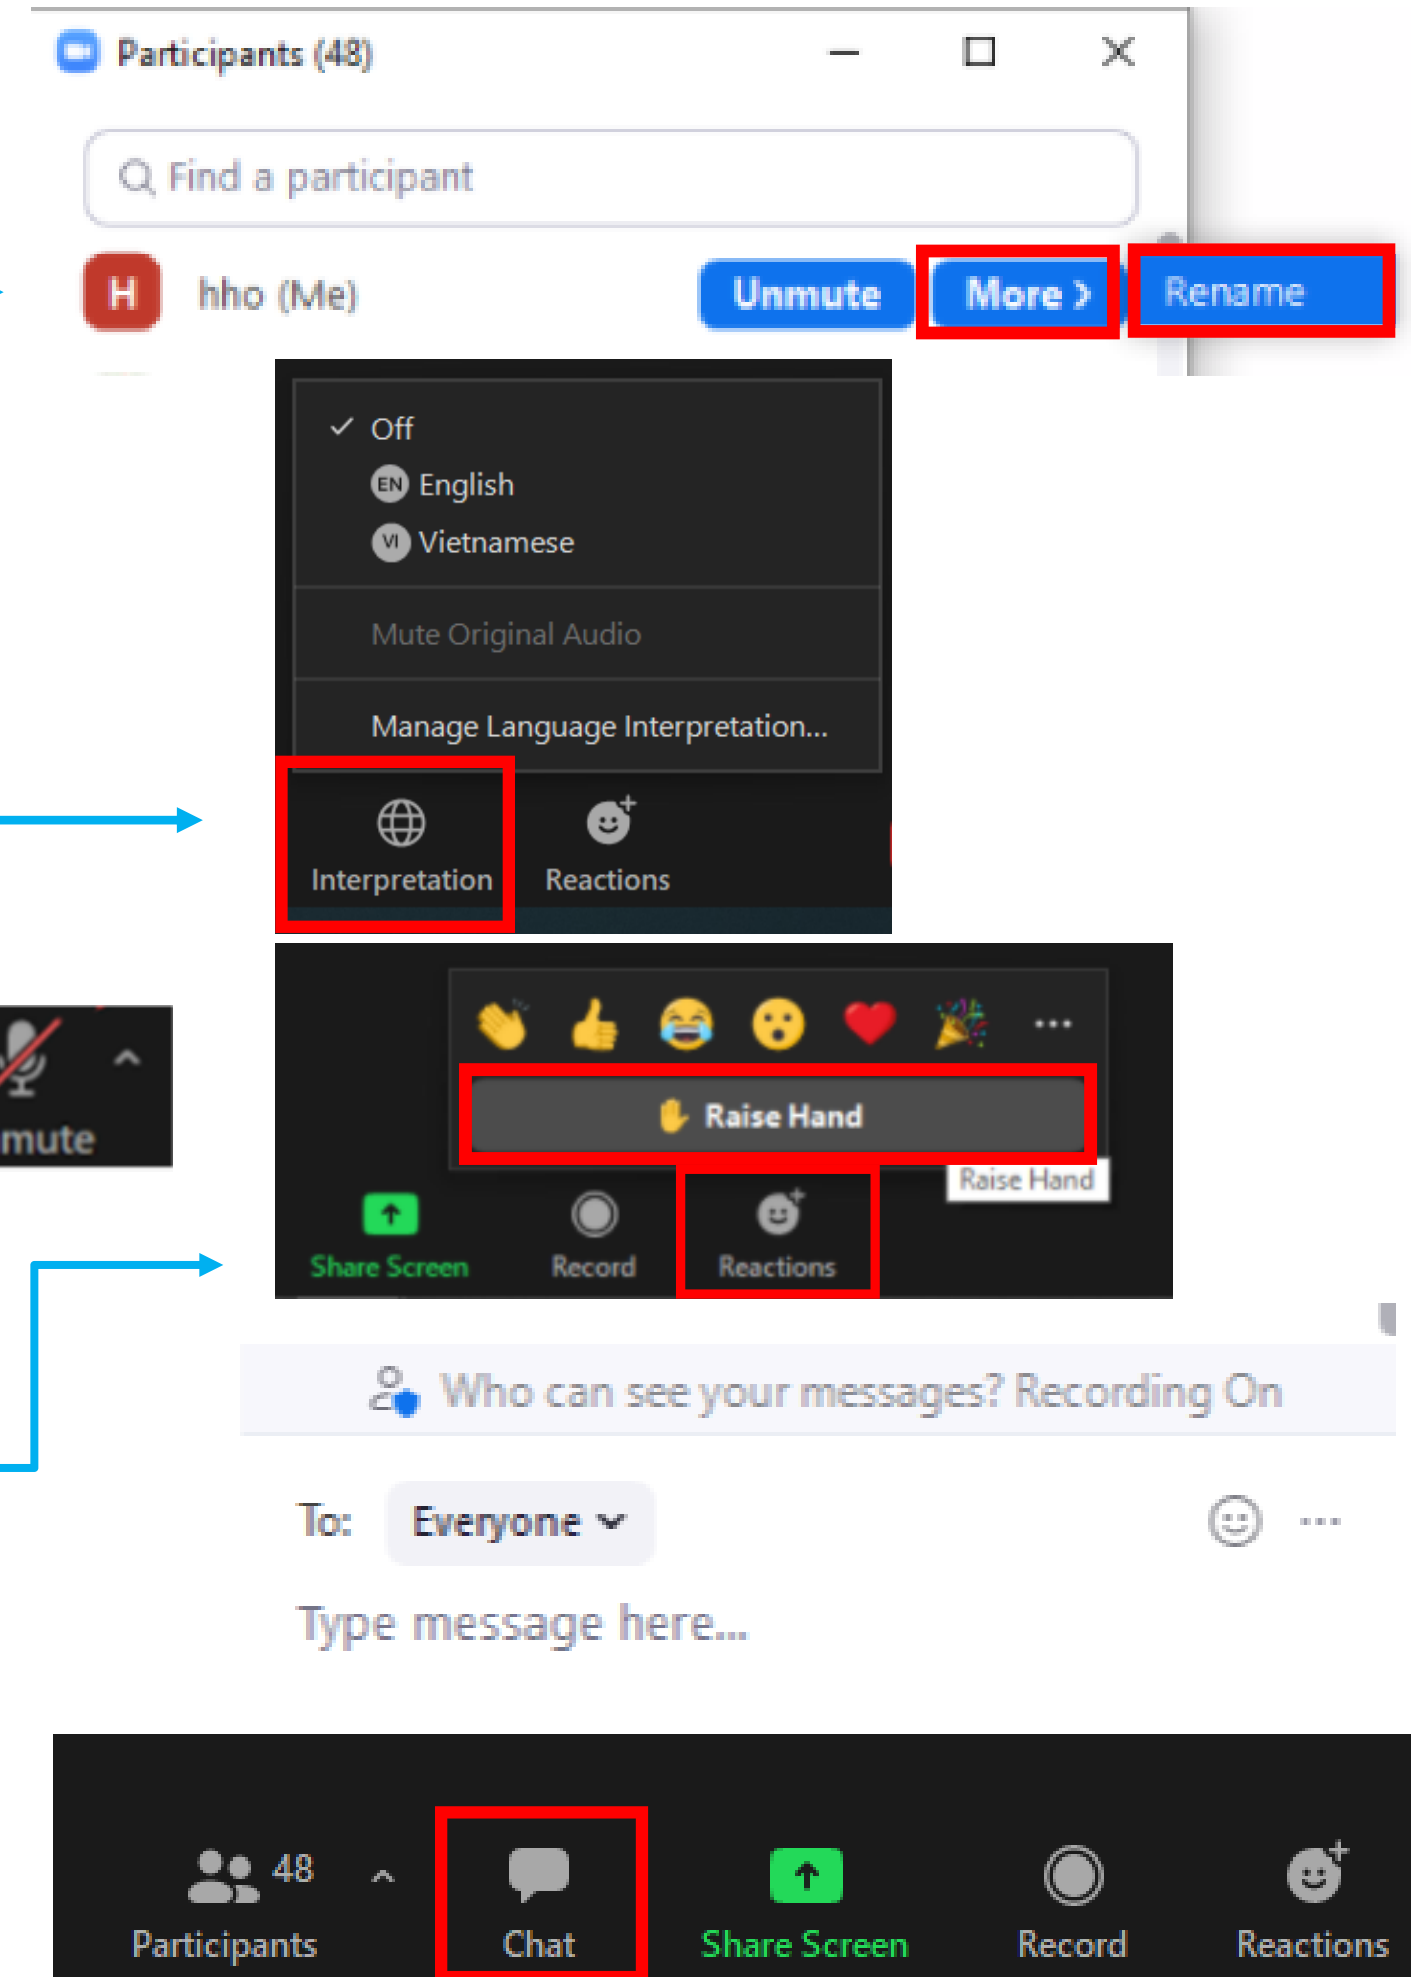 Participants (48)
Find a participant
H hho (Me) Unmute More > Rename
Off
EN English
VI Vietnamese
Mute Original Audio
Manage Language Interpretation...
Interpretation Reactions
mute
Raise Hand
Raise Hand
Share Screen Record Reactions
Who can see your messages? Recording On
To: Everyone
Type message here...
48
Participants Chat Share Screen Record Reactions